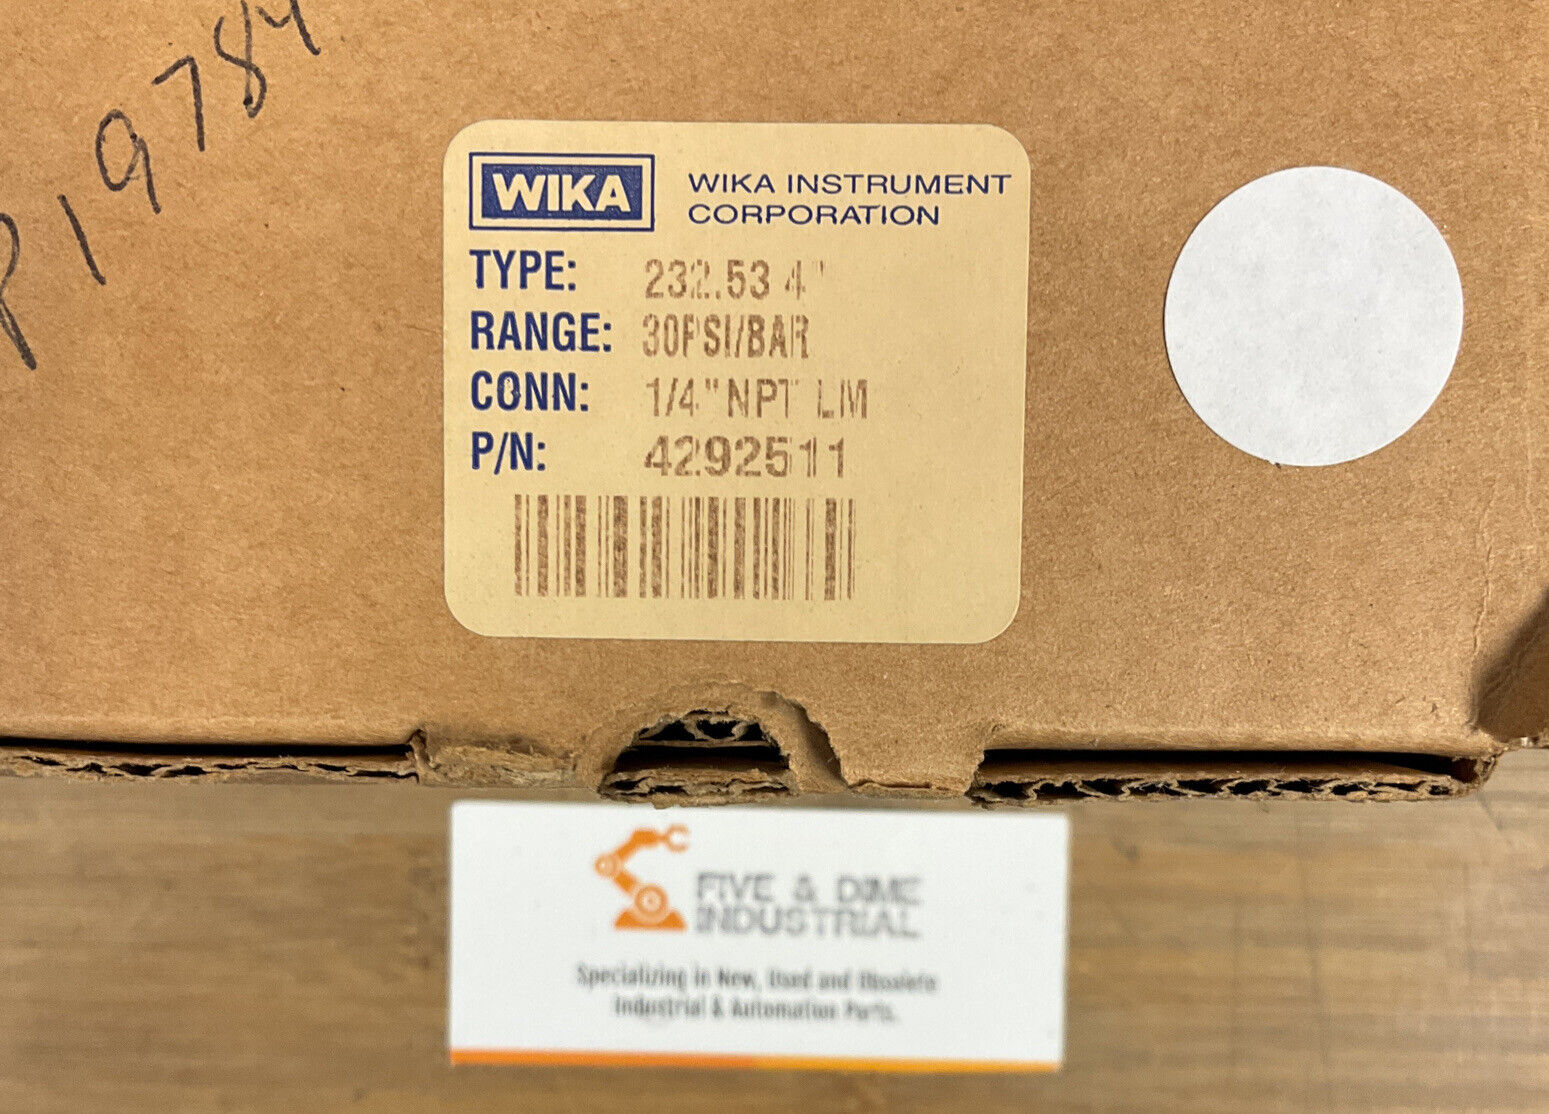 P19784
WIKA
WIKA INSTRUMENT
CORPORATION
TYPE: 232.53 4"
RANGE: 30PSI/BAR
CONN: 1/4"NPT LM
P/N: 4292511
FIVE & DIME
INDUSTRIAL
Specializing in New, Used and Obsolete
Industrial & Automation Parts.